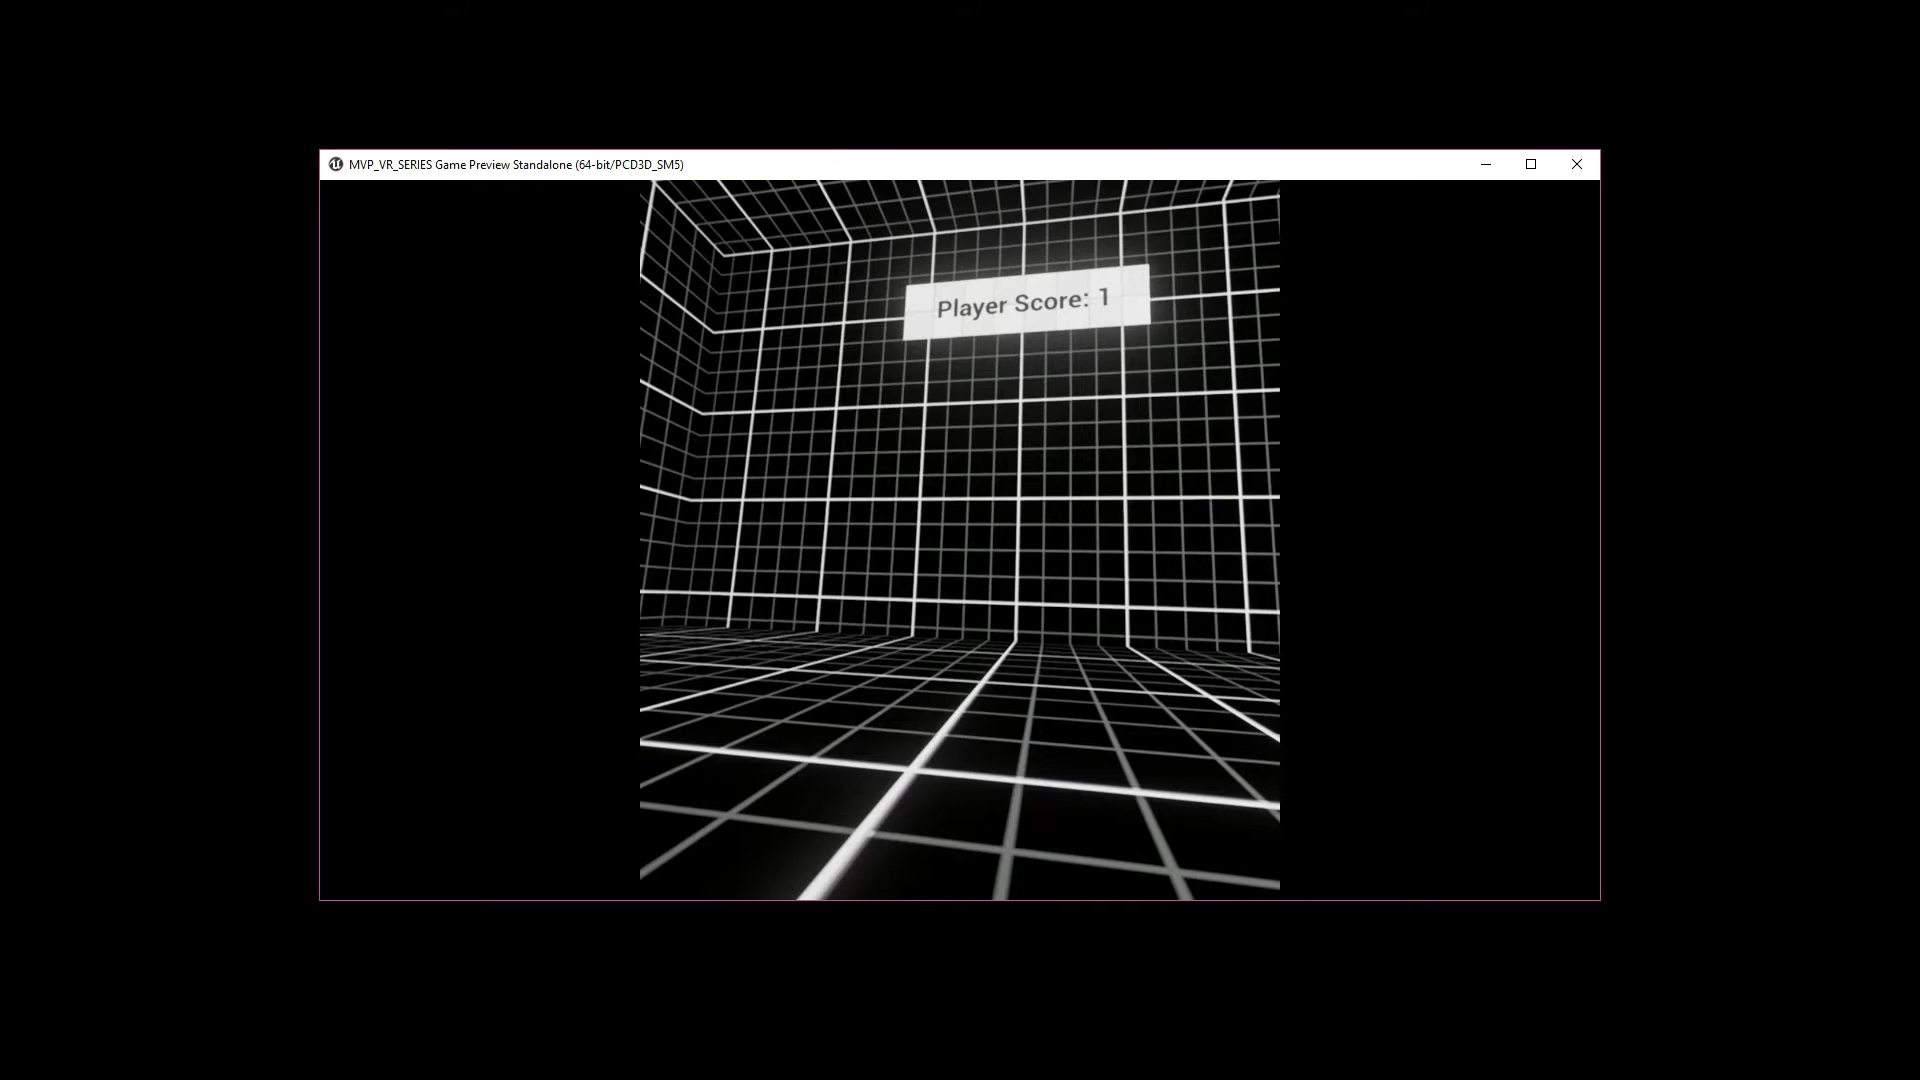 MVP_VR_SERIES Game Preview Standalone (64-bit/PCD3D_SM5)
Player Score: 1